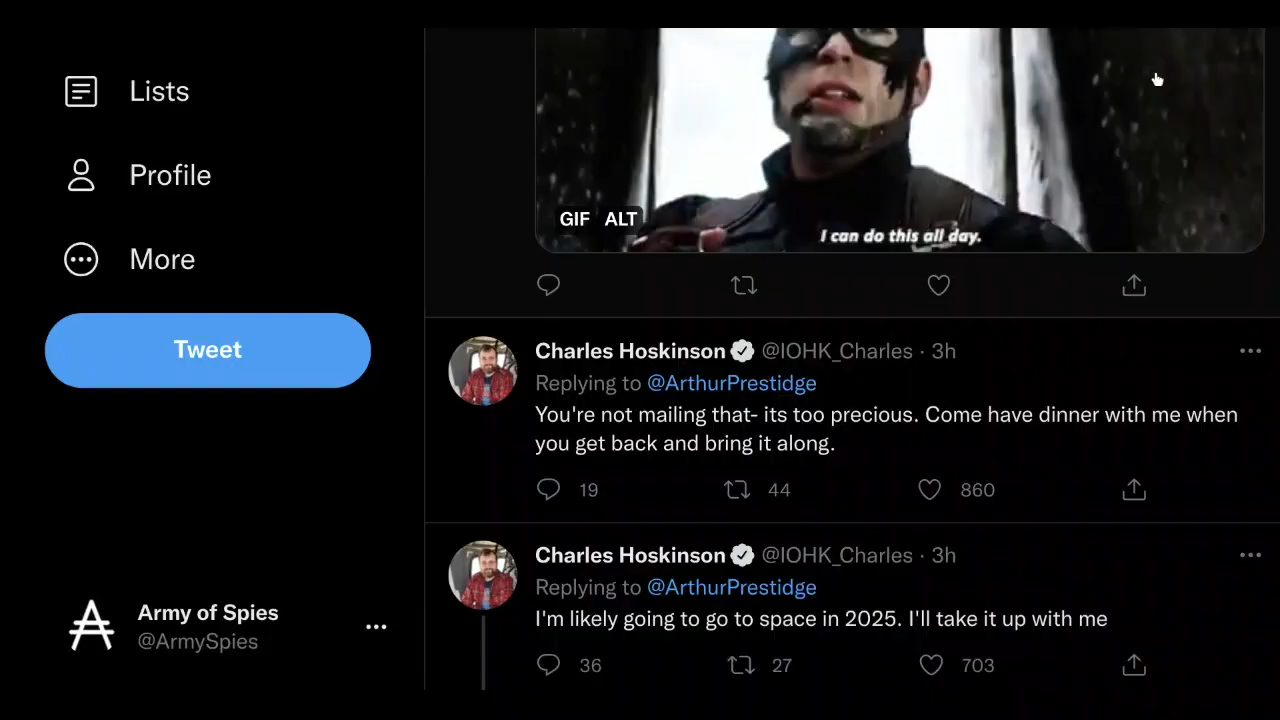 Lists
Profile
More
Tweet
Army of Spies
@ArmySpies
GIF ALT
I can do this all day.
Charles Hoskinson @IOHK_Charles · 3h
Replying to @ArthurPrestidge
You're not mailing that- its too precious. Come have dinner with me when
you get back and bring it along.
19 44 860
Charles Hoskinson @IOHK_Charles · 3h
Replying to @ArthurPrestidge
I'm likely going to go to space in 2025. I'll take it up with me
36 27 703